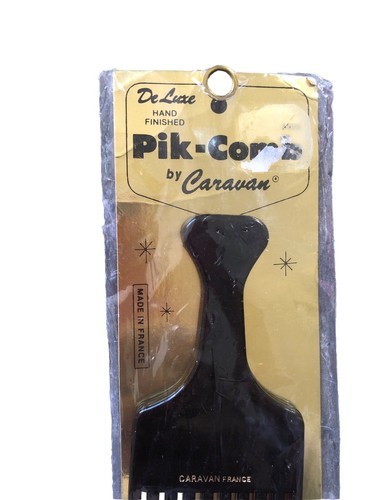 De Luxe
HAND
FINISHED
Pik-Comb
by Caravan®
MADE IN FRANCE
CARAVAN FRANCE